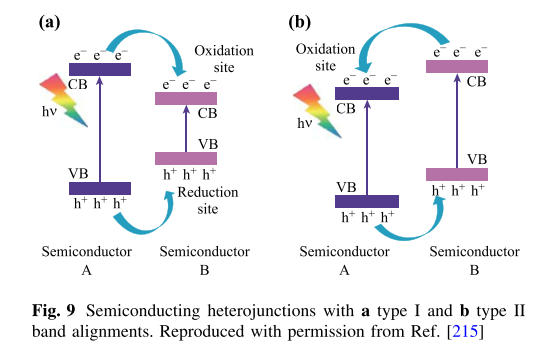 (a)
e⁻ e⁻ e⁻
CB
hν
VB
h⁺ h⁺ h⁺
Semiconductor
A
Oxidation
site
e⁻ e⁻ e⁻
CB
VB
h⁺ h⁺ h⁺
Reduction
site
Semiconductor
B
(b)
Oxidation
site
e⁻ e⁻ e⁻
CB
hν
VB
h⁺ h⁺ h⁺
Semiconductor
A
e⁻ e⁻ e⁻
CB
VB
h⁺ h⁺ h⁺
Semiconductor
B
Fig. 9 Semiconducting heterojunctions with a type I and b type II
band alignments. Reproduced with permission from Ref. [215]